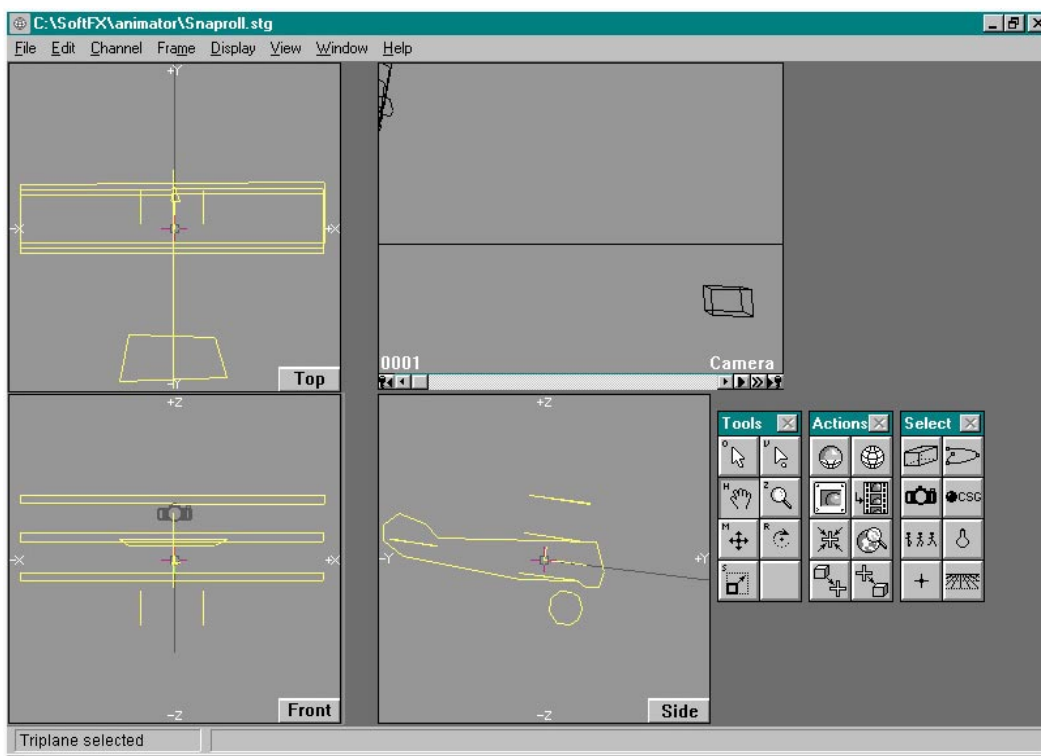 C:\SoftFX\animator\Snaproll.stg
File Edit Channel Frame Display View Window Help
+Y
-X +X
-Y
Top
0001 Camera
+Z
-X +X
-Z
Front
+Z
-Y +Y
-Z
Side
Tools Actions Select
O V
H Z
CSG
M R
S
Triplane selected